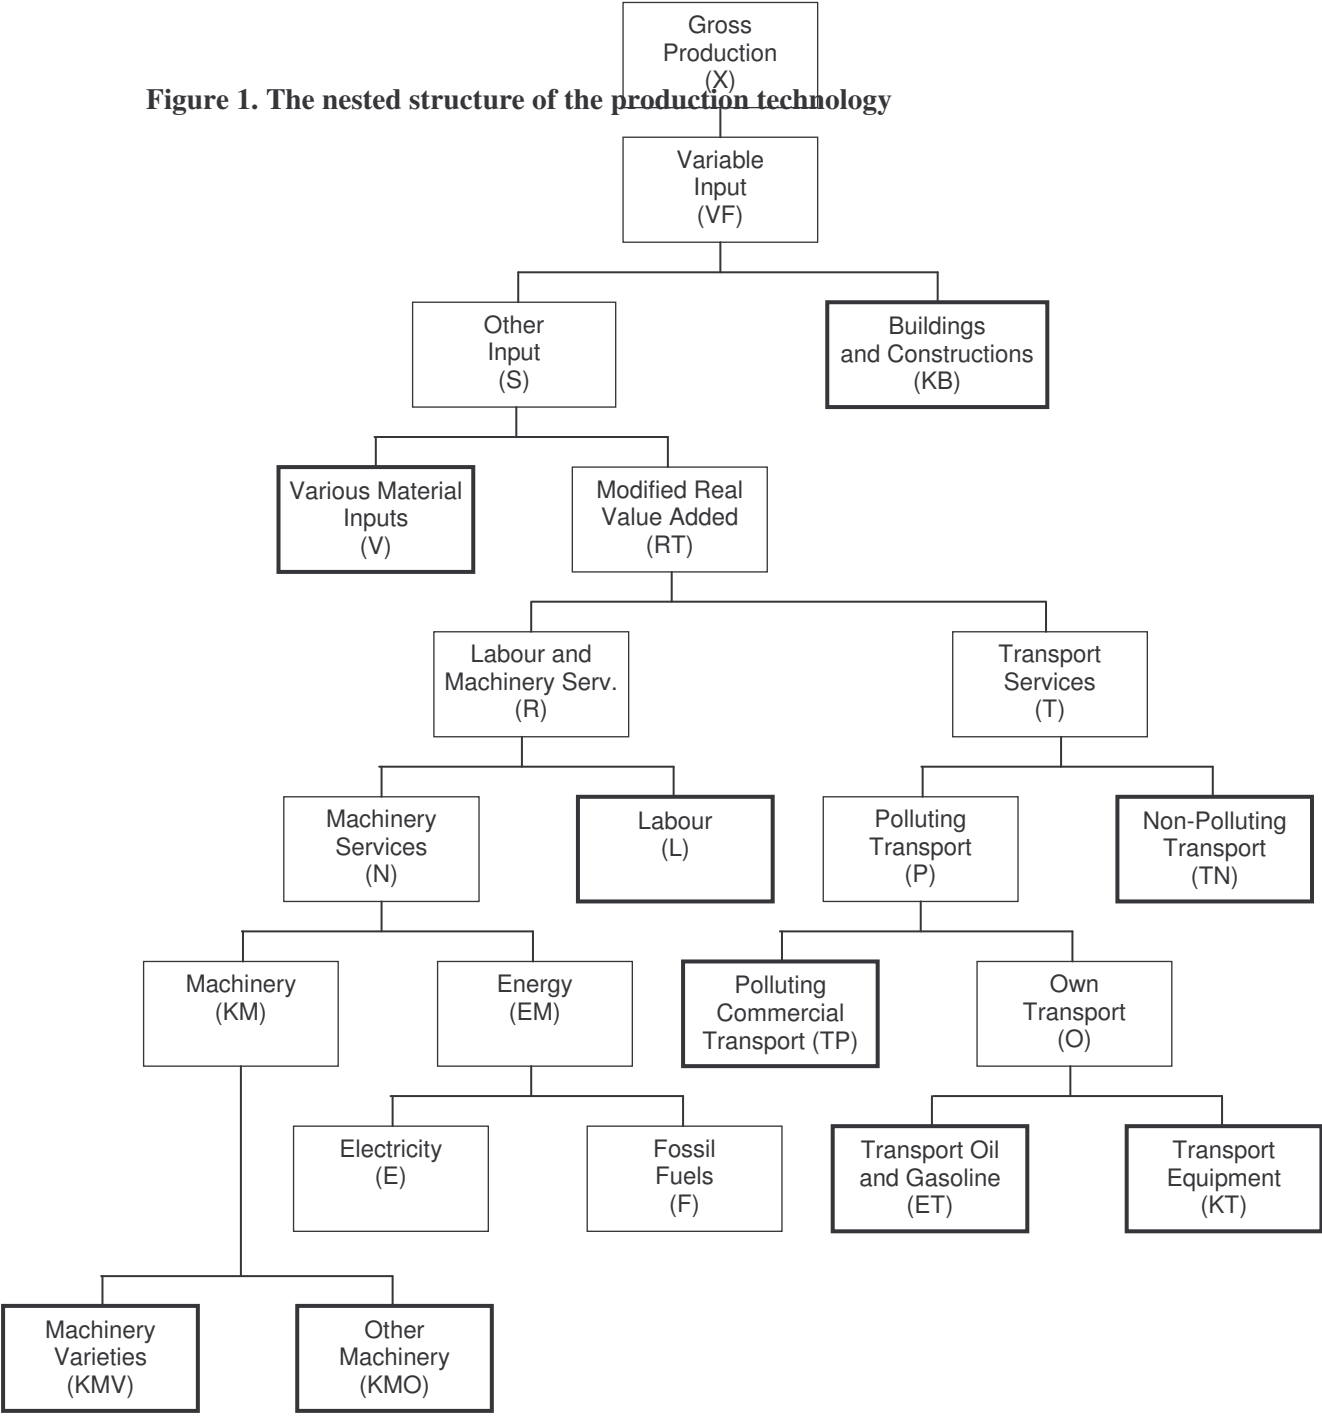 Gross
Production
(X)
Figure 1. The nested structure of the production technology
Variable
Input
(VF)
Other
Input
(S)
Buildings
and Constructions
(KB)
Various Material
Inputs
(V)
Modified Real
Value Added
(RT)
Labour and
Machinery Serv.
(R)
Transport
Services
(T)
Machinery
Services
(N)
Labour
(L)
Polluting
Transport
(P)
Non-Polluting
Transport
(TN)
Machinery
(KM)
Energy
(EM)
Polluting
Commercial
Transport (TP)
Own
Transport
(O)
Electricity
(E)
Fossil
Fuels
(F)
Transport Oil
and Gasoline
(ET)
Transport
Equipment
(KT)
Machinery
Varieties
(KMV)
Other
Machinery
(KMO)